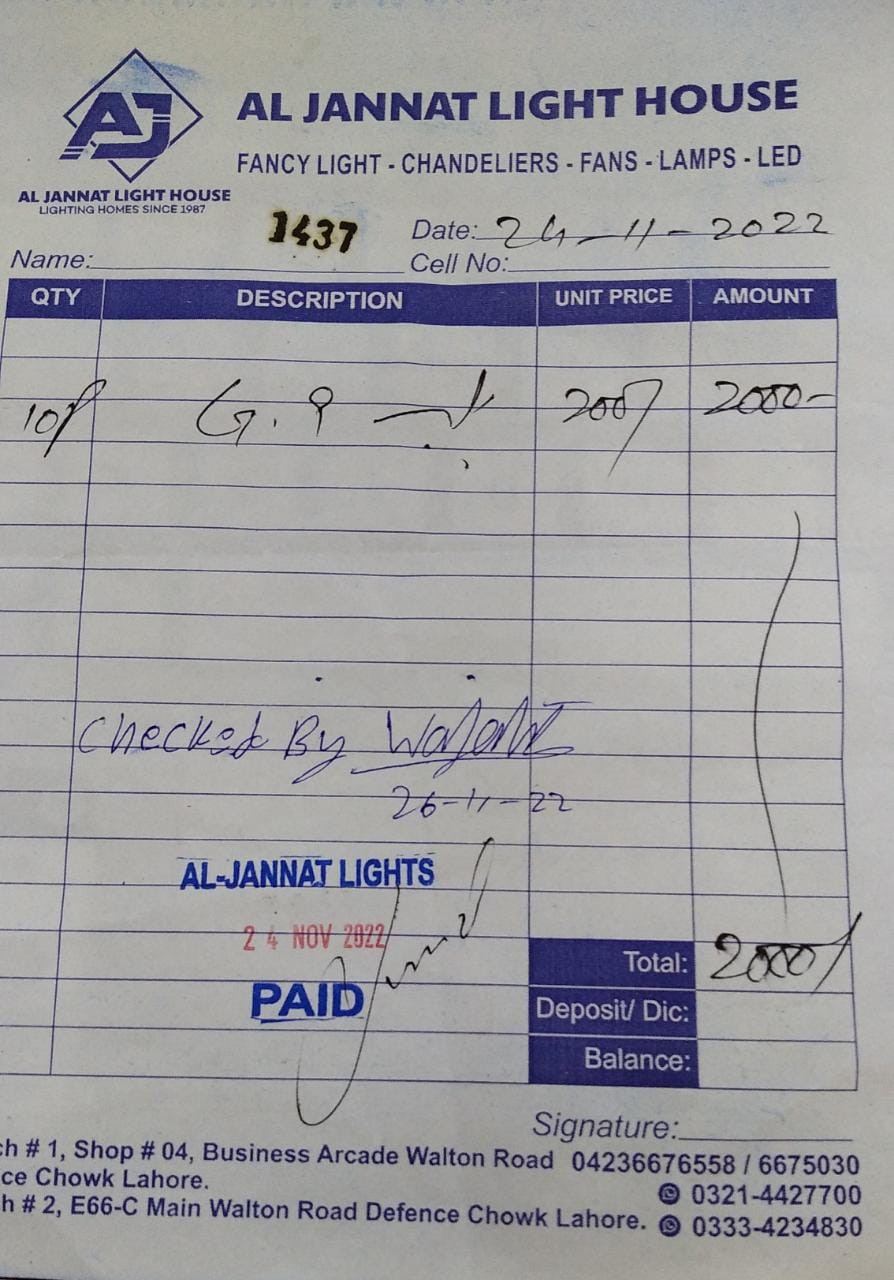 AJ
AL JANNAT LIGHT HOUSE
LIGHTING HOMES SINCE 1987
AL JANNAT LIGHT HOUSE
FANCY LIGHT - CHANDELIERS - FANS - LAMPS - LED
1437
Date: 24-11-2022
Name:
Cell No:
QTY DESCRIPTION UNIT PRICE AMOUNT
10P G.P 200/ 2000-
Checked By
26-11-22
AL-JANNAT LIGHTS
24 NOV 2022
PAID
Total: 2000/
Deposit/ Dic:
Balance:
Signature:
ch # 1, Shop # 04, Business Arcade Walton Road 04236676558 / 6675030
ce Chowk Lahore.
0321-4427700
h # 2, E66-C Main Walton Road Defence Chowk Lahore. 0333-4234830